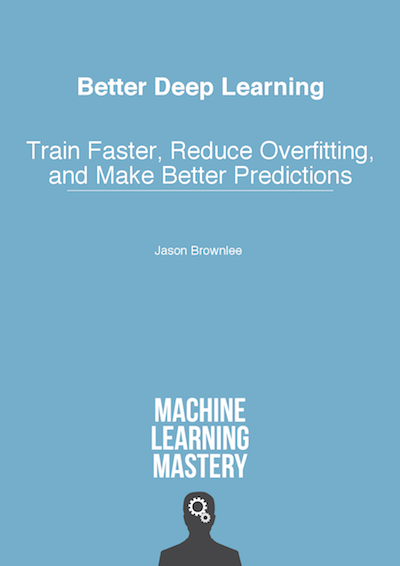 Better Deep Learning
Train Faster, Reduce Overfitting,
and Make Better Predictions
Jason Brownlee
MACHINE
LEARNING
MASTERY